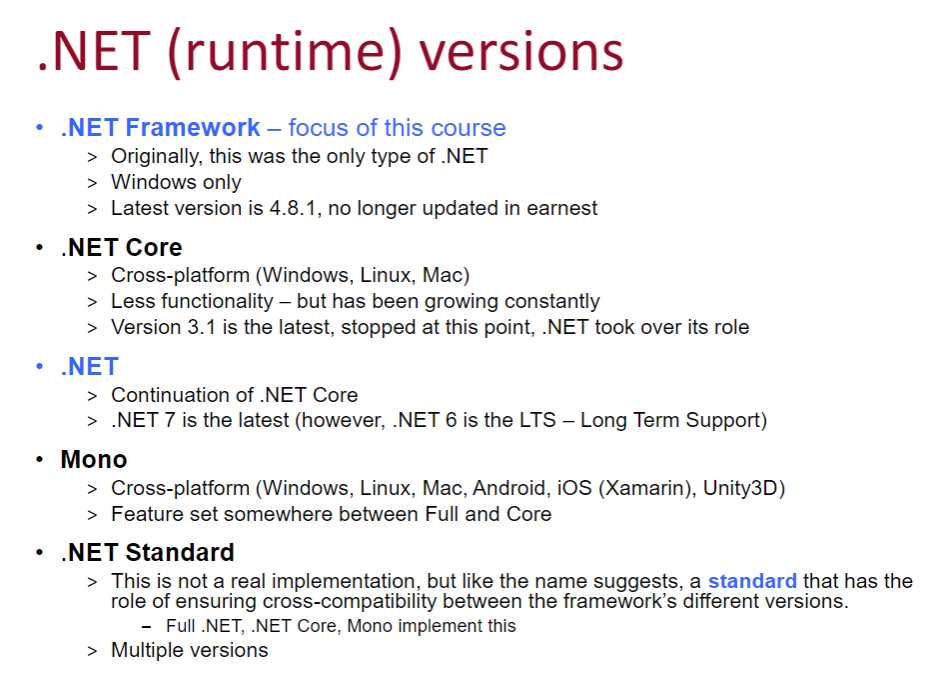 .NET (runtime) versions
• .NET Framework – focus of this course
> Originally, this was the only type of .NET
> Windows only
> Latest version is 4.8.1, no longer updated in earnest
• .NET Core
> Cross-platform (Windows, Linux, Mac)
> Less functionality – but has been growing constantly
> Version 3.1 is the latest, stopped at this point, .NET took over its role
• .NET
> Continuation of .NET Core
> .NET 7 is the latest (however, .NET 6 is the LTS – Long Term Support)
• Mono
> Cross-platform (Windows, Linux, Mac, Android, iOS (Xamarin), Unity3D)
> Feature set somewhere between Full and Core
• .NET Standard
> This is not a real implementation, but like the name suggests, a standard that has the
role of ensuring cross-compatibility between the framework’s different versions.
– Full .NET, .NET Core, Mono implement this
> Multiple versions